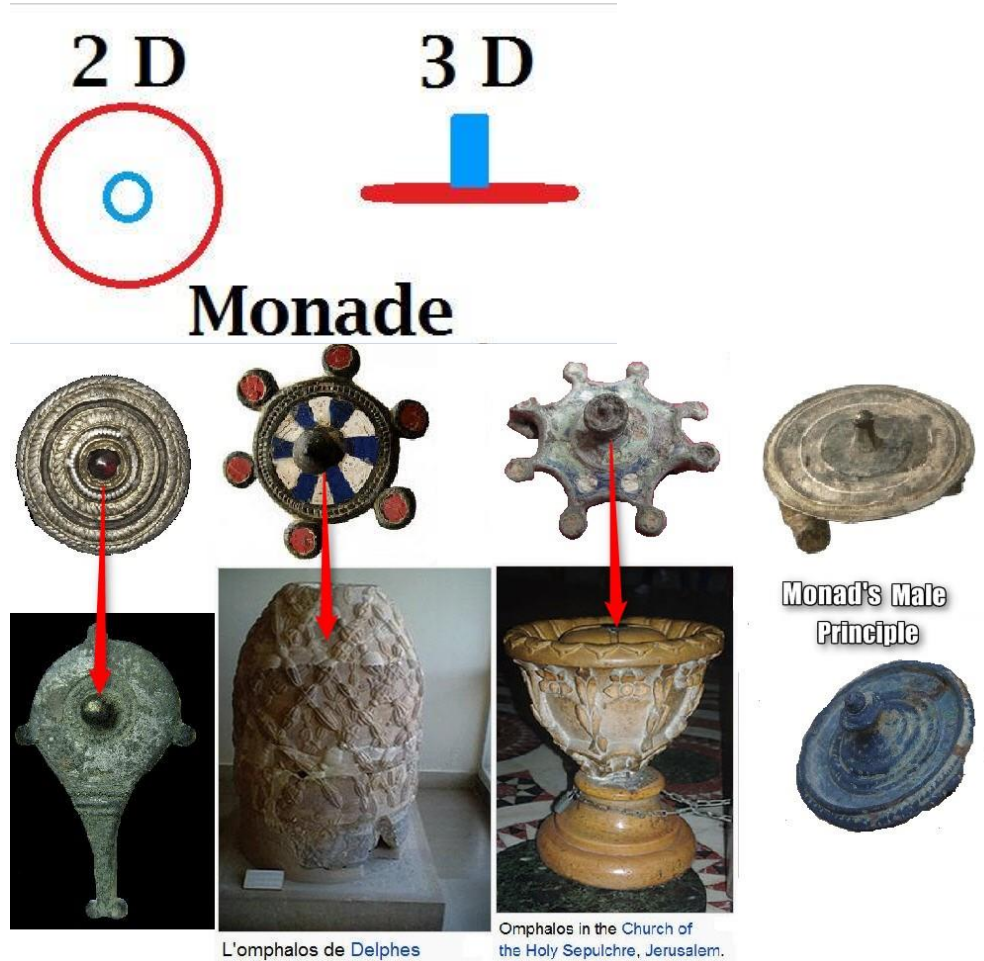 2 D
3 D
Monade
Monad's Male
Principle
L'omphalos de Delphes
Omphalos in the Church of
the Holy Sepulchre, Jerusalem.